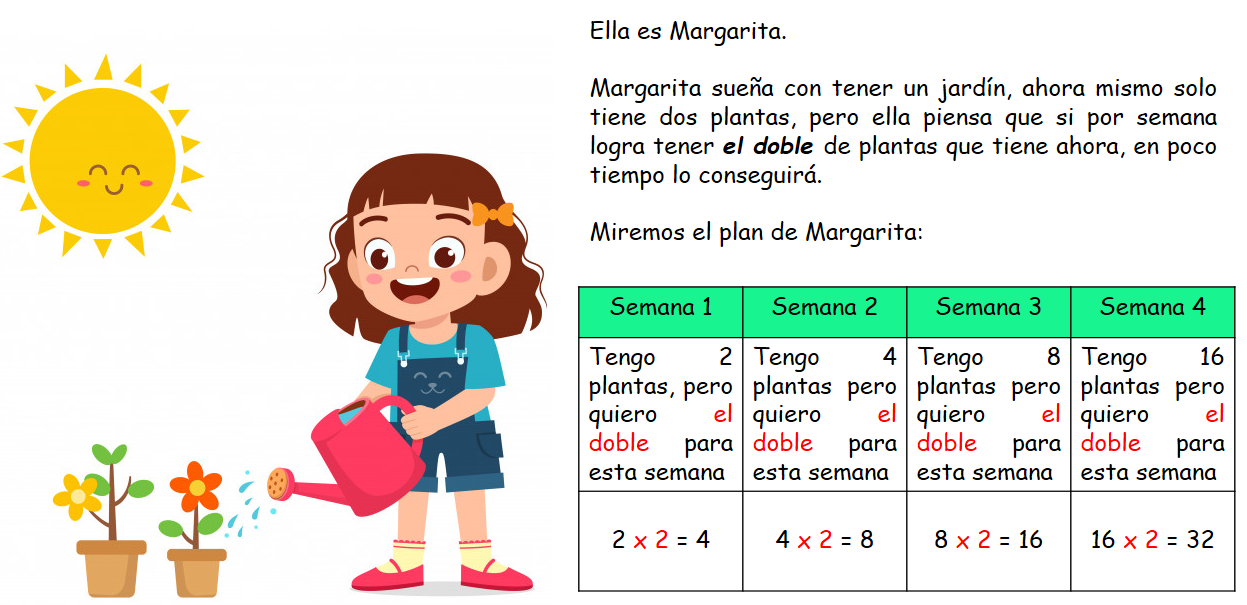 Ella es Margarita.
Margarita sueña con tener un jardín, ahora mismo solo
tiene dos plantas, pero ella piensa que si por semana
logra tener el doble de plantas que tiene ahora, en poco
tiempo lo conseguirá.
Miremos el plan de Margarita:
Semana 1
Semana 2
Semana 3
Semana 4
Tengo 2
plantas, pero
quiero el
doble para
esta semana
Tengo 4
plantas pero
quiero el
doble para
esta semana
Tengo 8
plantas pero
quiero el
doble para
esta semana
Tengo 16
plantas pero
quiero el
doble para
esta semana
2 x 2 = 4
4 x 2 = 8
8 x 2 = 16
16 x 2 = 32